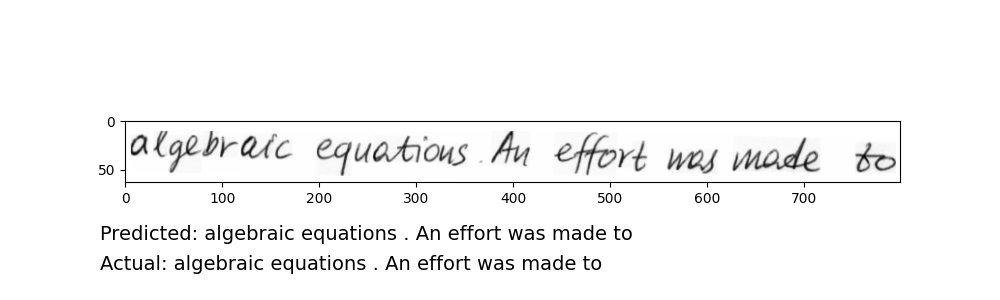 0
algebraic equations . An effort was made to
50
0 100 200 300 400 500 600 700
Predicted: algebraic equations . An effort was made to
Actual: algebraic equations . An effort was made to